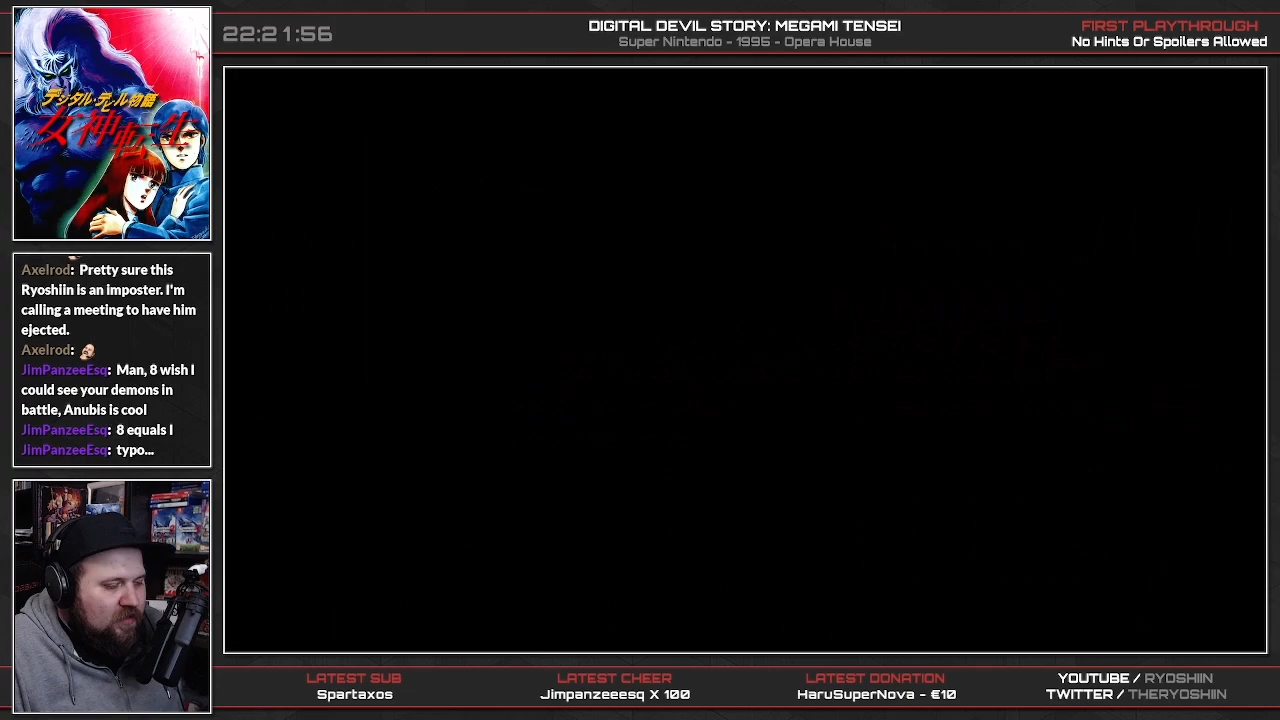 22:21:56
DIGITAL DEVIL STORY: MEGAMI TENSEI
Super Nintendo - 1995 - Opera House
FIRST PLAYTHROUGH
No Hints Or Spoilers Allowed
デジタル・デビル物語
女神転生
Axelrod: Pretty sure this
Ryoshiin is an imposter. I'm
calling a meeting to have him
ejected.
Axelrod:
JimPanzeeEsq: Man, 8 wish I
could see your demons in
battle, Anubis is cool
JimPanzeeEsq: 8 equals I
JimPanzeeEsq: typo...
LATEST SUB
Spartaxos
LATEST CHEER
Jimpanzeeesq X 100
LATEST DONATION
HaruSuperNova - €10
YOUTUBE / RYOSHIIN
TWITTER / THERYOSHIIN